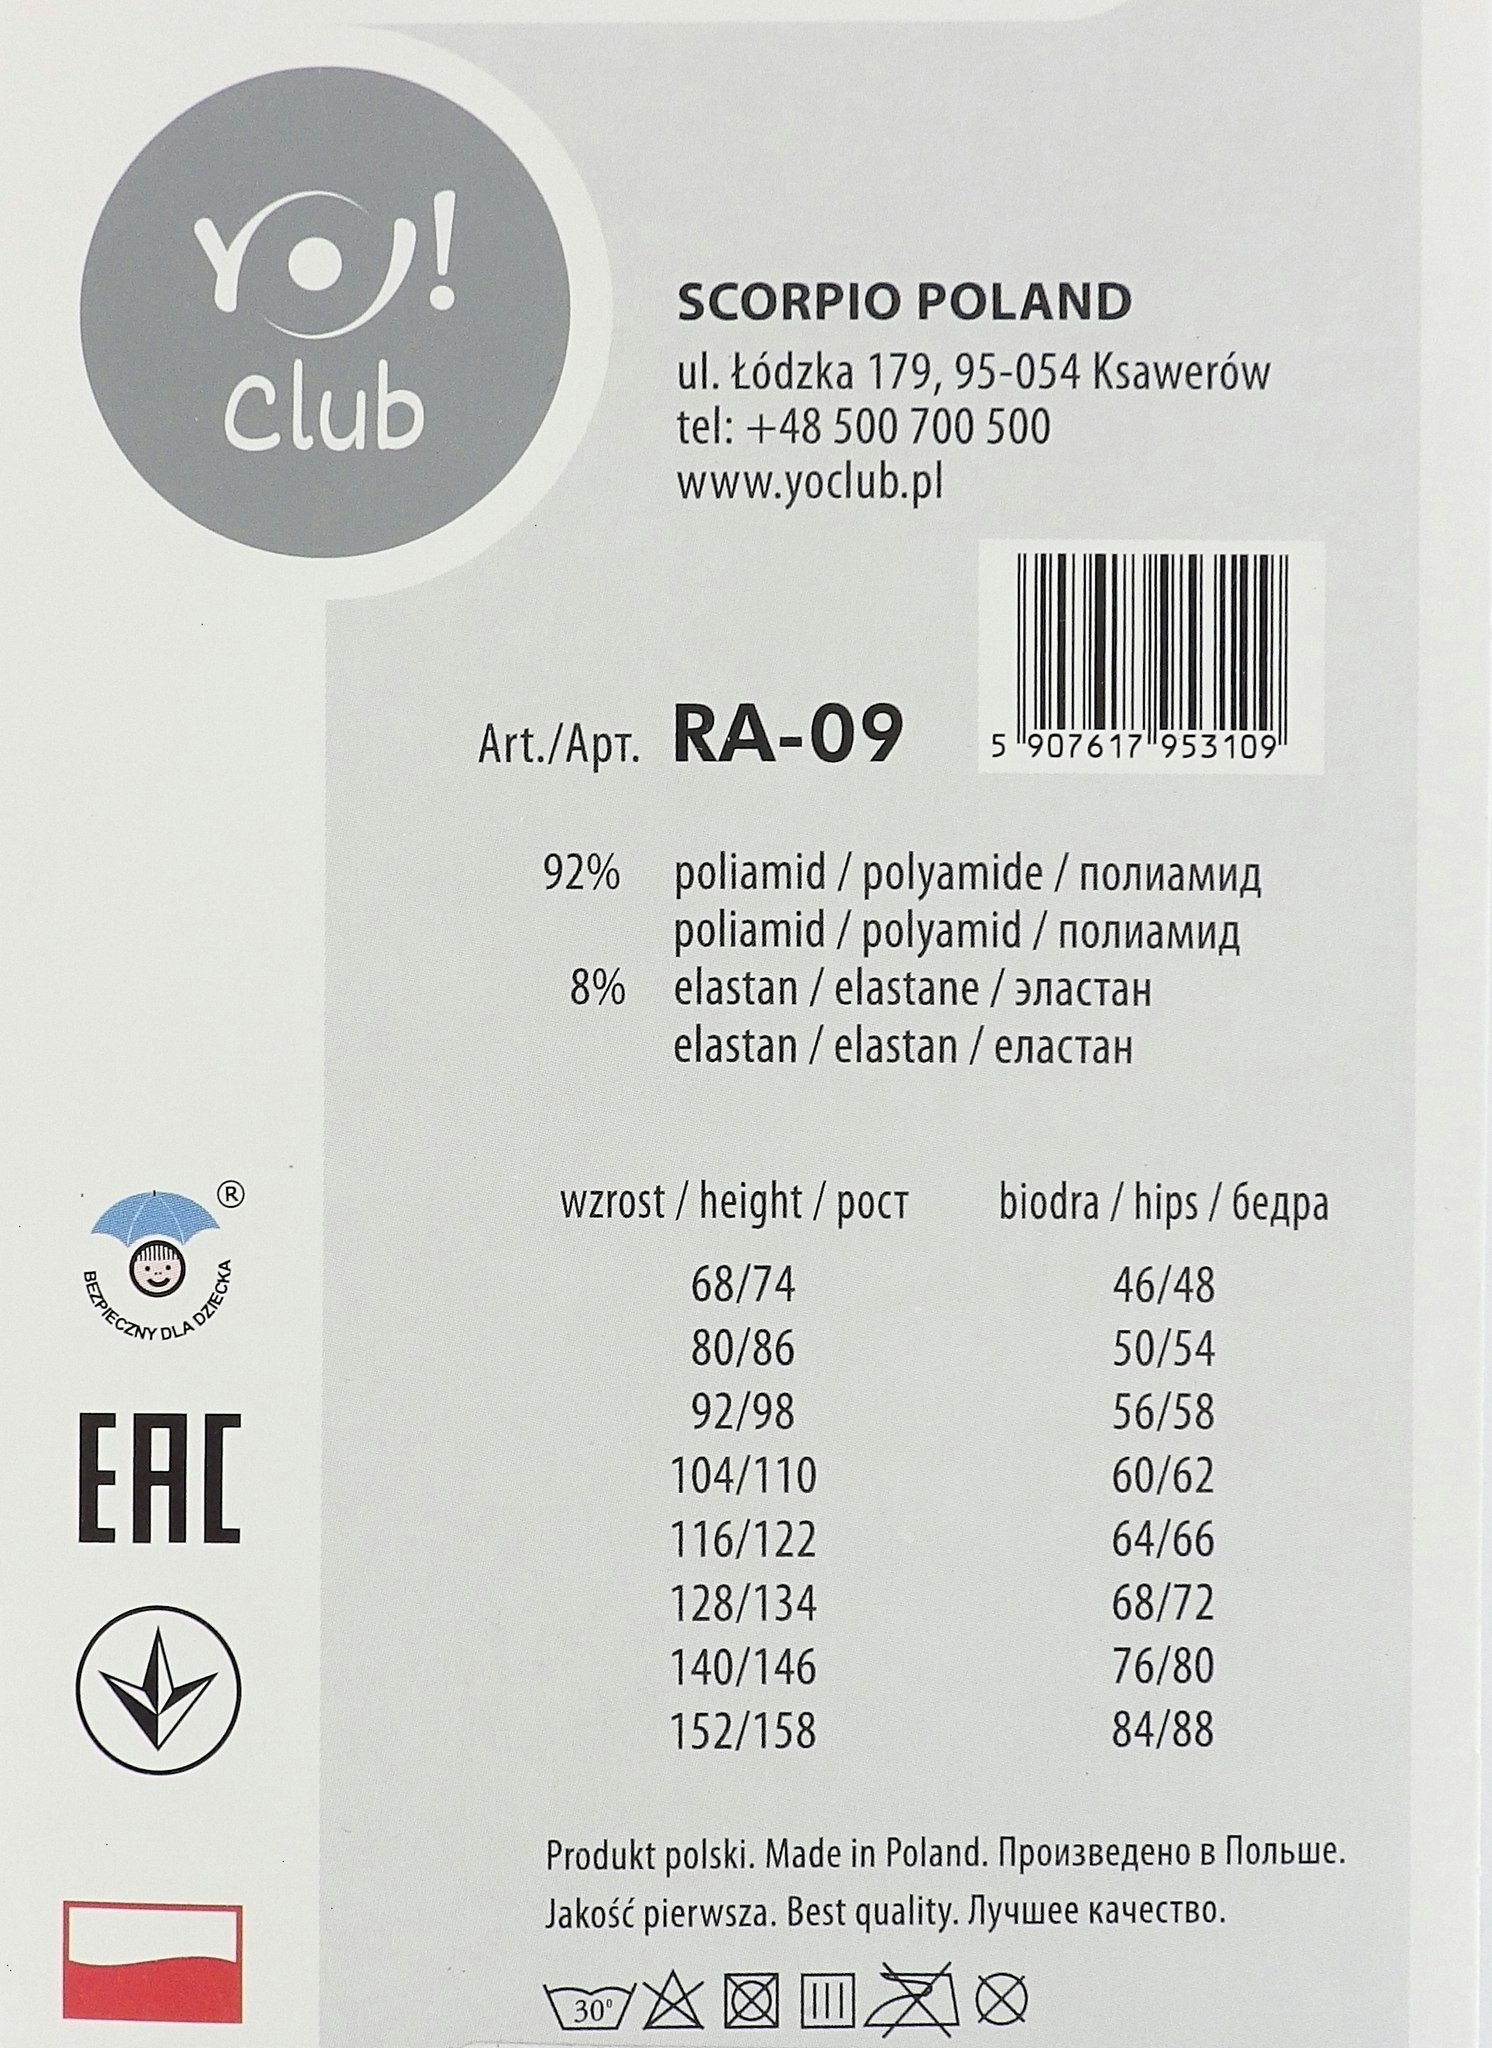 YO!
club
SCORPIO POLAND
ul. Łódzka 179, 95-054 Ksawerów
tel: +48 500 700 500
www.yoclub.pl
Art./Арт. RA-09
5 907617 953109
92% poliamid / polyamide / полиамид
poliamid / polyamid / полиамид
8% elastan / elastane / эластан
elastan / elastan / еластан
wzrost / height / рост biodra / hips / бедра
68/74 46/48
80/86 50/54
92/98 56/58
104/110 60/62
116/122 64/66
128/134 68/72
140/146 76/80
152/158 84/88
®
BEZPIECZNY DLA DZIECKA
EAC
Produkt polski. Made in Poland. Произведено в Польше.
Jakość pierwsza. Best quality. Лучшее качество.
30°